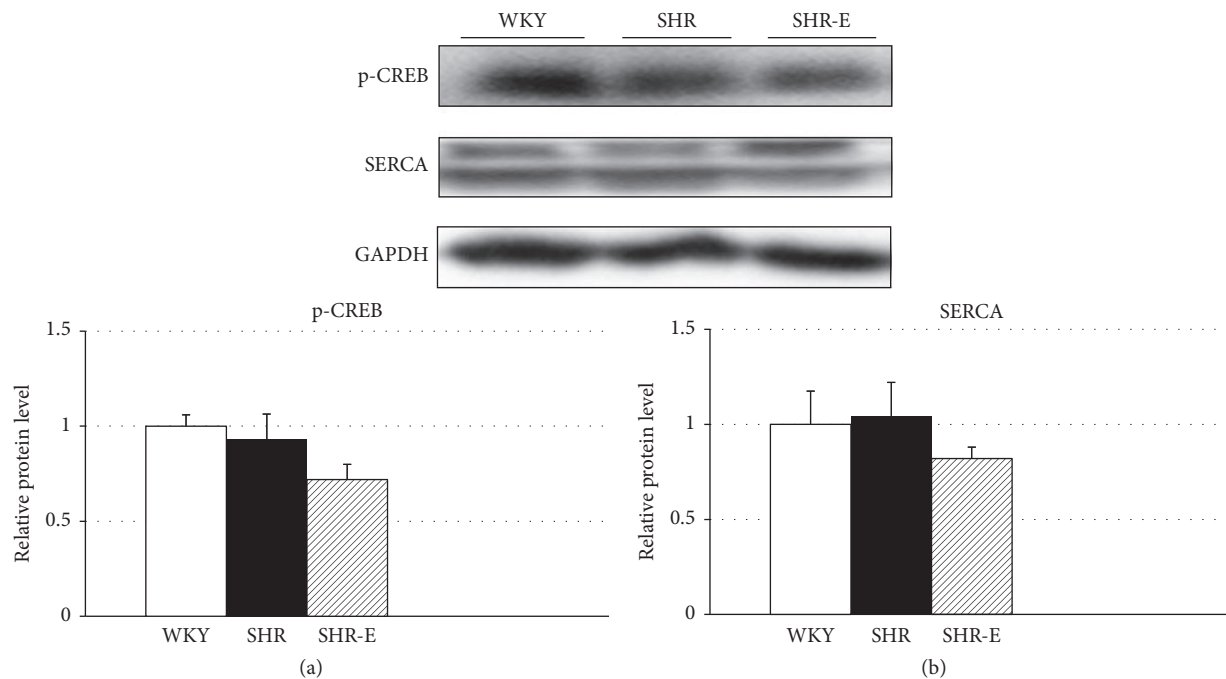 WKY SHR SHR-E
p-CREB
SERCA
GAPDH
p-CREB
1.5
1
0.5
0
Relative protein level
WKY SHR SHR-E
(a)
SERCA
1.5
1
0.5
0
Relative protein level
WKY SHR SHR-E
(b)